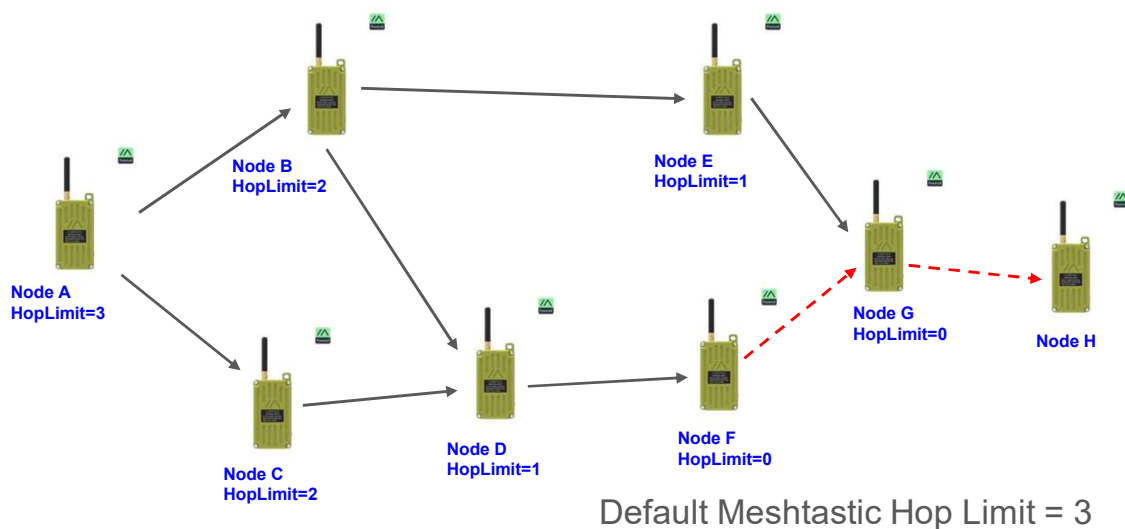 Node B
HopLimit=2
Node E
HopLimit=1
Node A
HopLimit=3
Node G
HopLimit=0
Node H
Node D
HopLimit=1
Node F
HopLimit=0
Node C
HopLimit=2
Default Meshtastic Hop Limit = 3